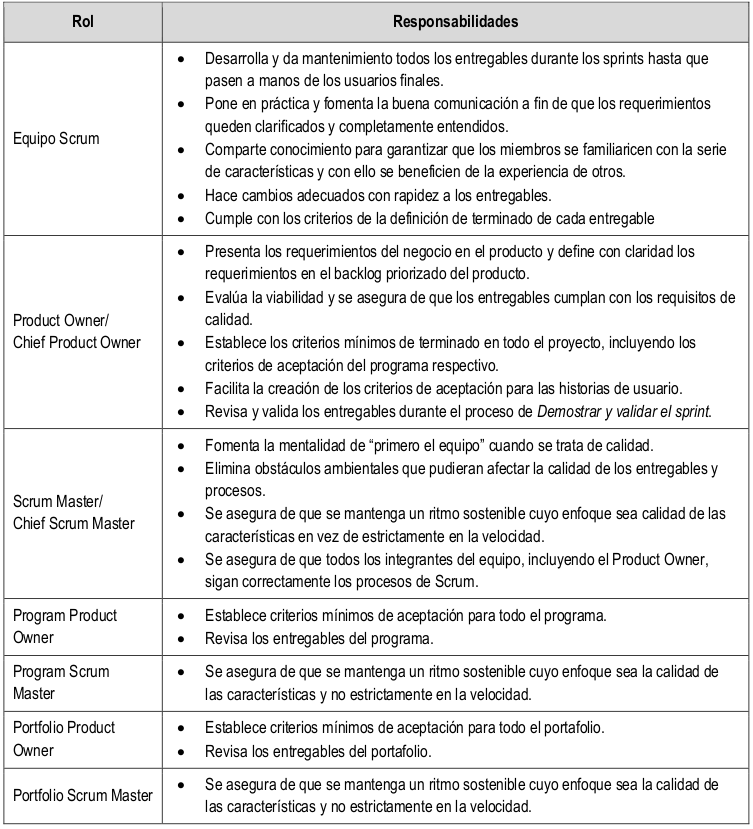 Rol
Responsabilidades
Equipo Scrum
• Desarrolla y da mantenimiento todos los entregables durante los sprints hasta que
pasen a manos de los usuarios finales.
• Pone en práctica y fomenta la buena comunicación a fin de que los requerimientos
queden clarificados y completamente entendidos.
• Comparte conocimiento para garantizar que los miembros se familiaricen con la serie
de características y con ello se beneficien de la experiencia de otros.
• Hace cambios adecuados con rapidez a los entregables.
• Cumple con los criterios de la definición de terminado de cada entregable
Product Owner/
Chief Product Owner
• Presenta los requerimientos del negocio en el producto y define con claridad los
requerimientos en el backlog priorizado del producto.
• Evalúa la viabilidad y se asegura de que los entregables cumplan con los requisitos de
calidad.
• Establece los criterios mínimos de terminado en todo el proyecto, incluyendo los
criterios de aceptación del programa respectivo.
• Facilita la creación de los criterios de aceptación para las historias de usuario.
• Revisa y valida los entregables durante el proceso de Demostrar y validar el sprint.
Scrum Master/
Chief Scrum Master
• Fomenta la mentalidad de “primero el equipo” cuando se trata de calidad.
• Elimina obstáculos ambientales que pudieran afectar la calidad de los entregables y
procesos.
• Se asegura de que se mantenga un ritmo sostenible cuyo enfoque sea calidad de las
características en vez de estrictamente en la velocidad.
• Se asegura de que todos los integrantes del equipo, incluyendo el Product Owner,
sigan correctamente los procesos de Scrum.
Program Product
Owner
• Establece criterios mínimos de aceptación para todo el programa.
• Revisa los entregables del programa.
Program Scrum
Master
• Se asegura de que se mantenga un ritmo sostenible cuyo enfoque sea la calidad de
las características y no estrictamente en la velocidad.
Portfolio Product
Owner
• Establece criterios mínimos de aceptación para todo el portafolio.
• Revisa los entregables del portafolio.
Portfolio Scrum Master
• Se asegura de que se mantenga un ritmo sostenible cuyo enfoque sea la calidad de
las características y no estrictamente en la velocidad.